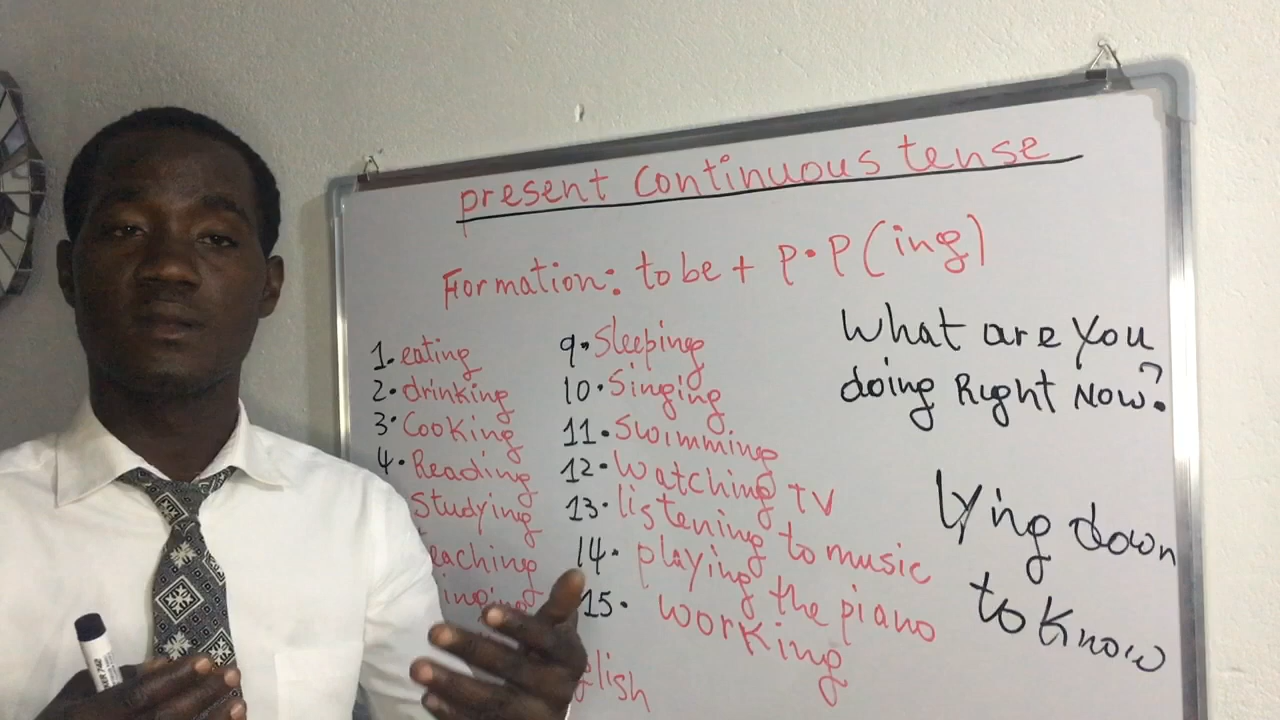 present continuous tense
Formation: to be + p.p (ing)
1. eating
2. drinking
3. Cooking
4. Reading
Studying
eaching
9. Sleeping
10. Singing
11. Swimming
12. Watching TV
13. listening to music
14. playing the piano
15. working
glish
What are You
doing Right Now?
lying down
to know